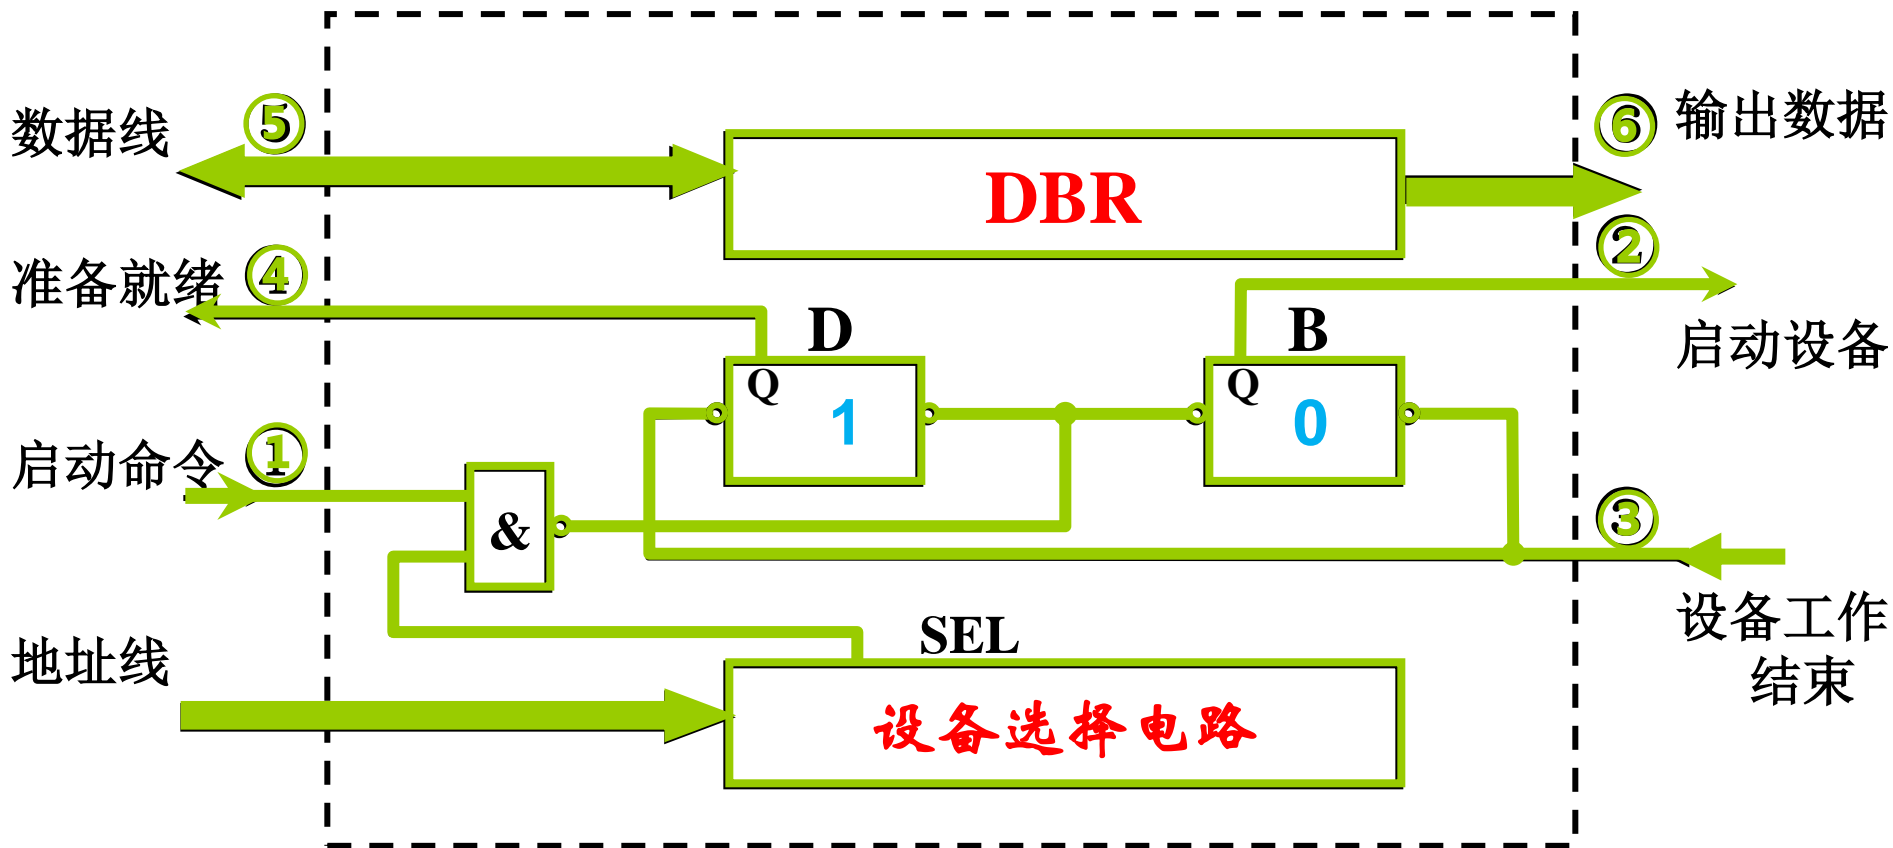 数据线
⑤
DBR
⑥
输出数据
准备就绪
④
②
启动设备
D
Q
1
B
Q
0
启动命令
①
&
③
设备工作
结束
地址线
SEL
设备选择电路